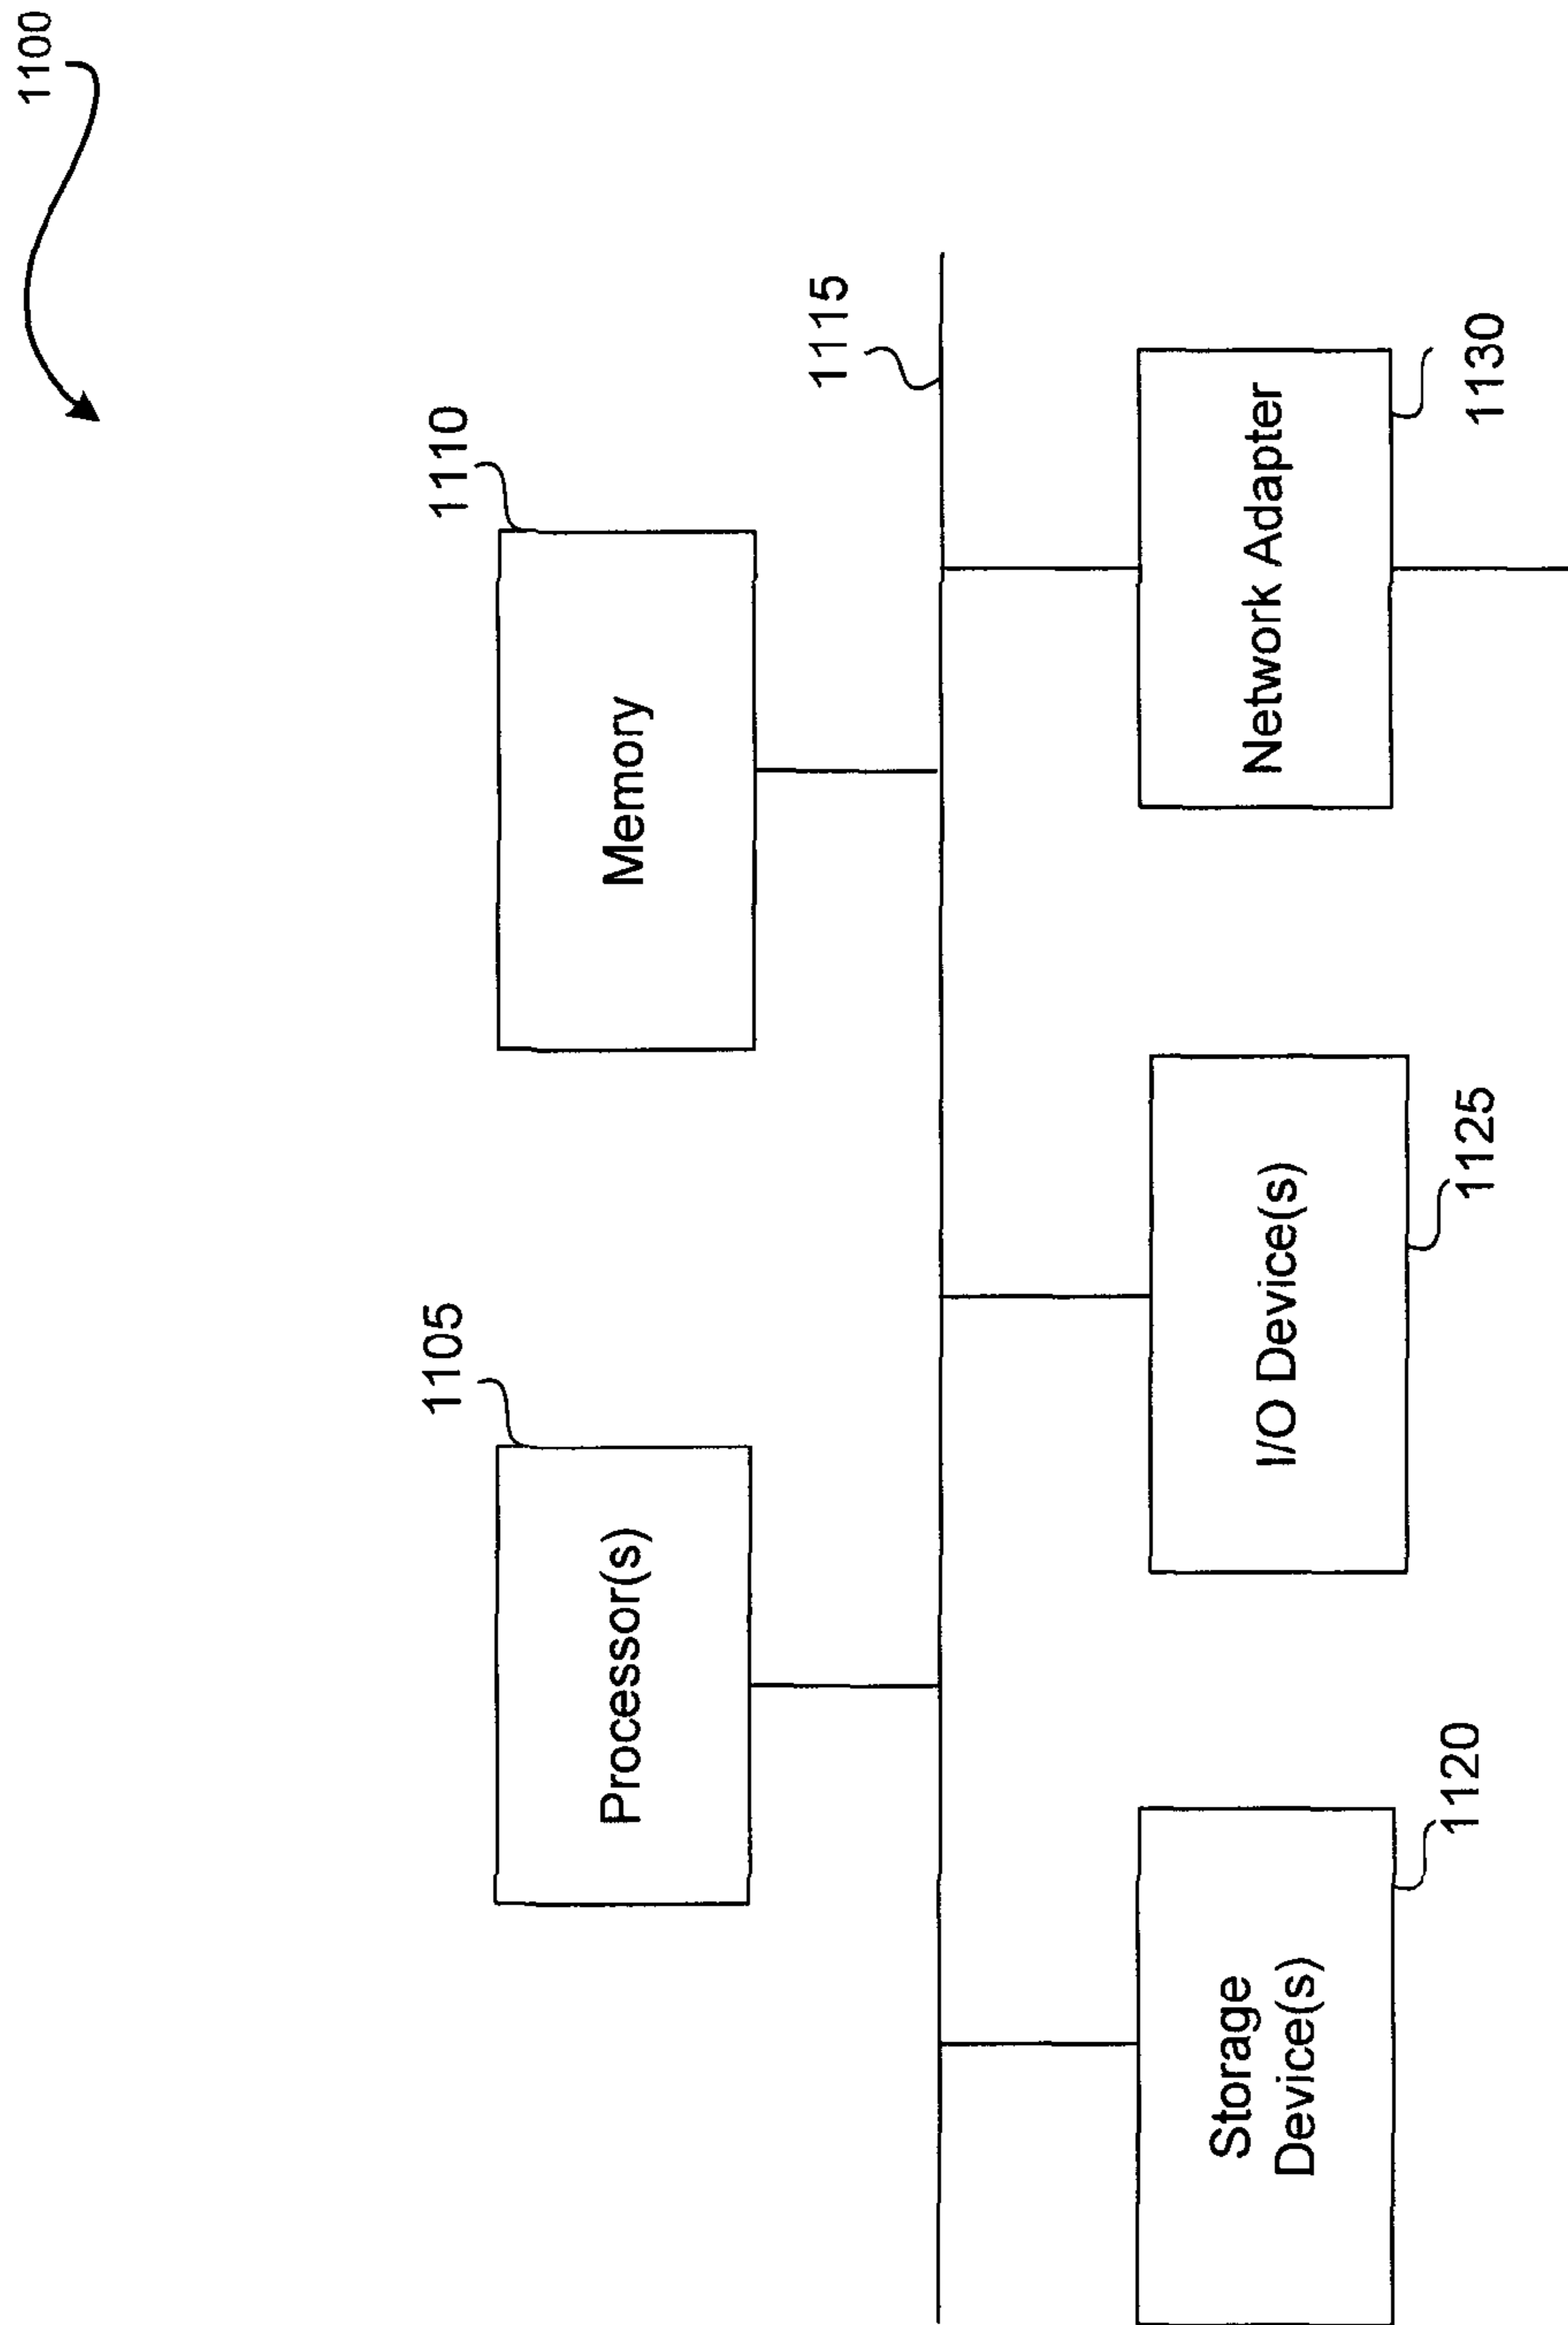 1100
1105
Processor(s)
1110
Memory
1115
Storage
Device(s)
1120
I/O Device(s)
1125
Network Adapter
1130